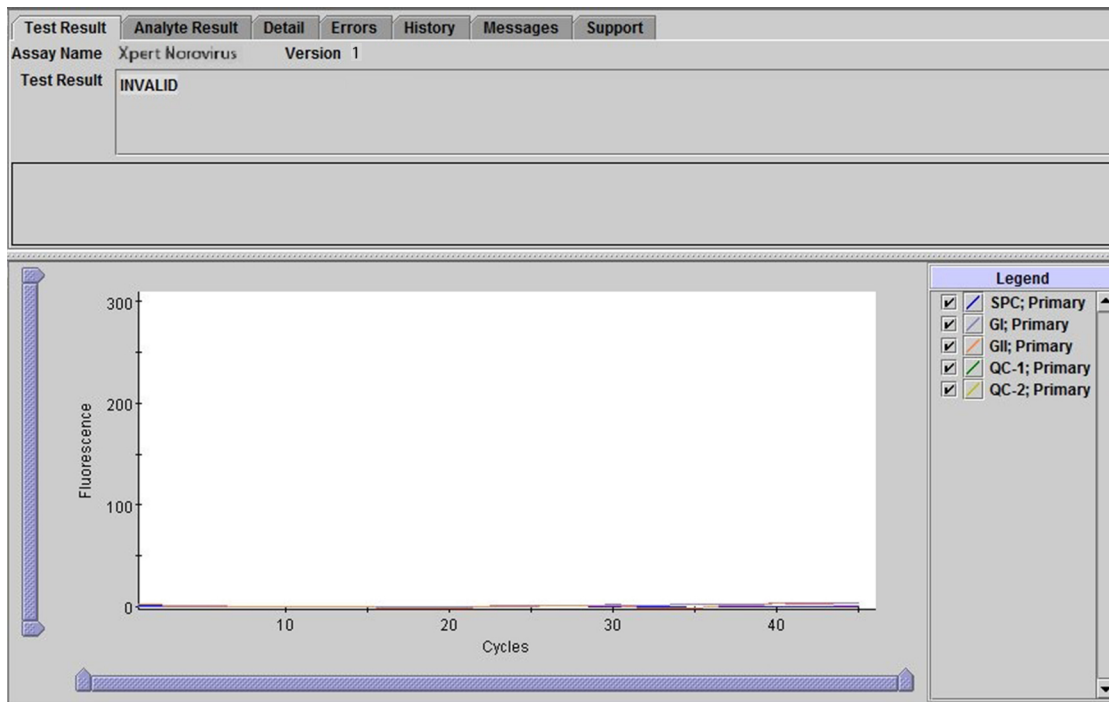 Test Result Analyte Result Detail Errors History Messages Support
Assay Name Xpert Norovirus Version 1
Test Result INVALID
Legend
SPC; Primary
GI; Primary
GII; Primary
QC-1; Primary
QC-2; Primary
300
200
100
0
Fluorescence
10 20 30 40
Cycles